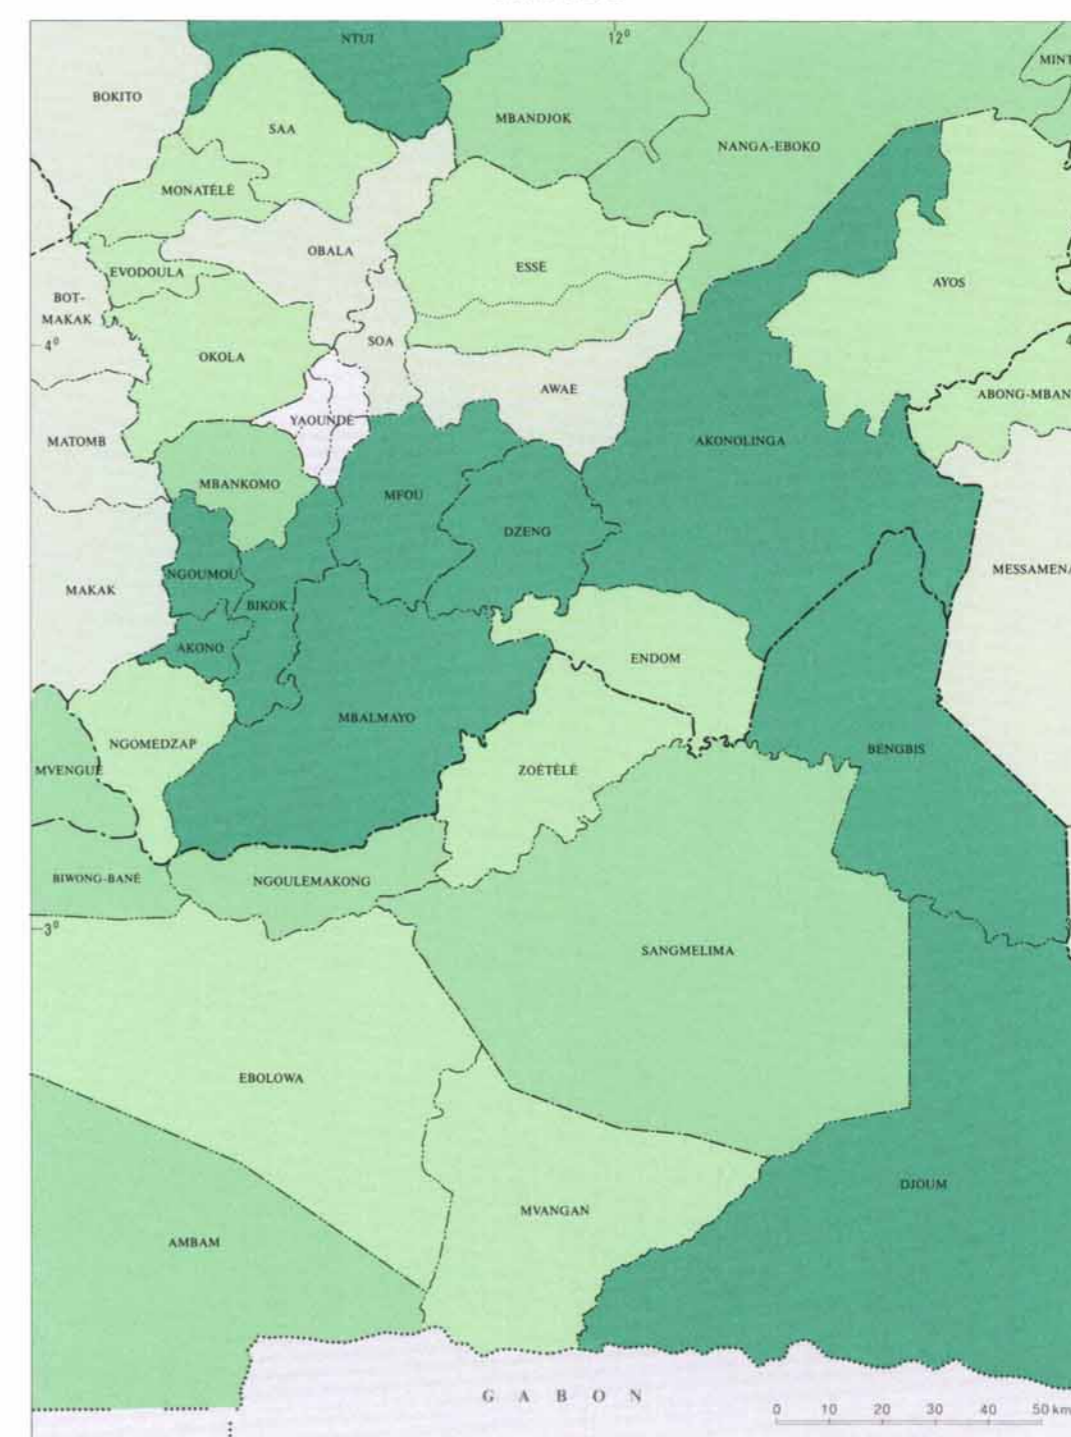 NTUI
12°
MINT
BOKITO
MBANDJOK
SAA
NANGA-EBOKO
MONATÉLÉ
OBALA
EVODOULA
ESSE
AYOS
BOT-
MAKAK
4°
SOA
OKOLA
AWAE
ABONG-MBAN
YAOUNDÉ
MATOMB
AKONOLINGA
MBANKOMO
MFOU
DZENG
MESSAMENA
NGOUMOU
MAKAK
BIKOK
AKONO
ENDOM
MBALMAYO
NGOMEDZAP
BENGBIS
MVENGUE
ZOÉTÉLÉ
BIWONG-BANÉ
NGOULEMAKONG
3°
SANGMELIMA
EBOLOWA
DJOUM
MVANGAN
AMBAM
GABON
0 10 20 30 40 50 km